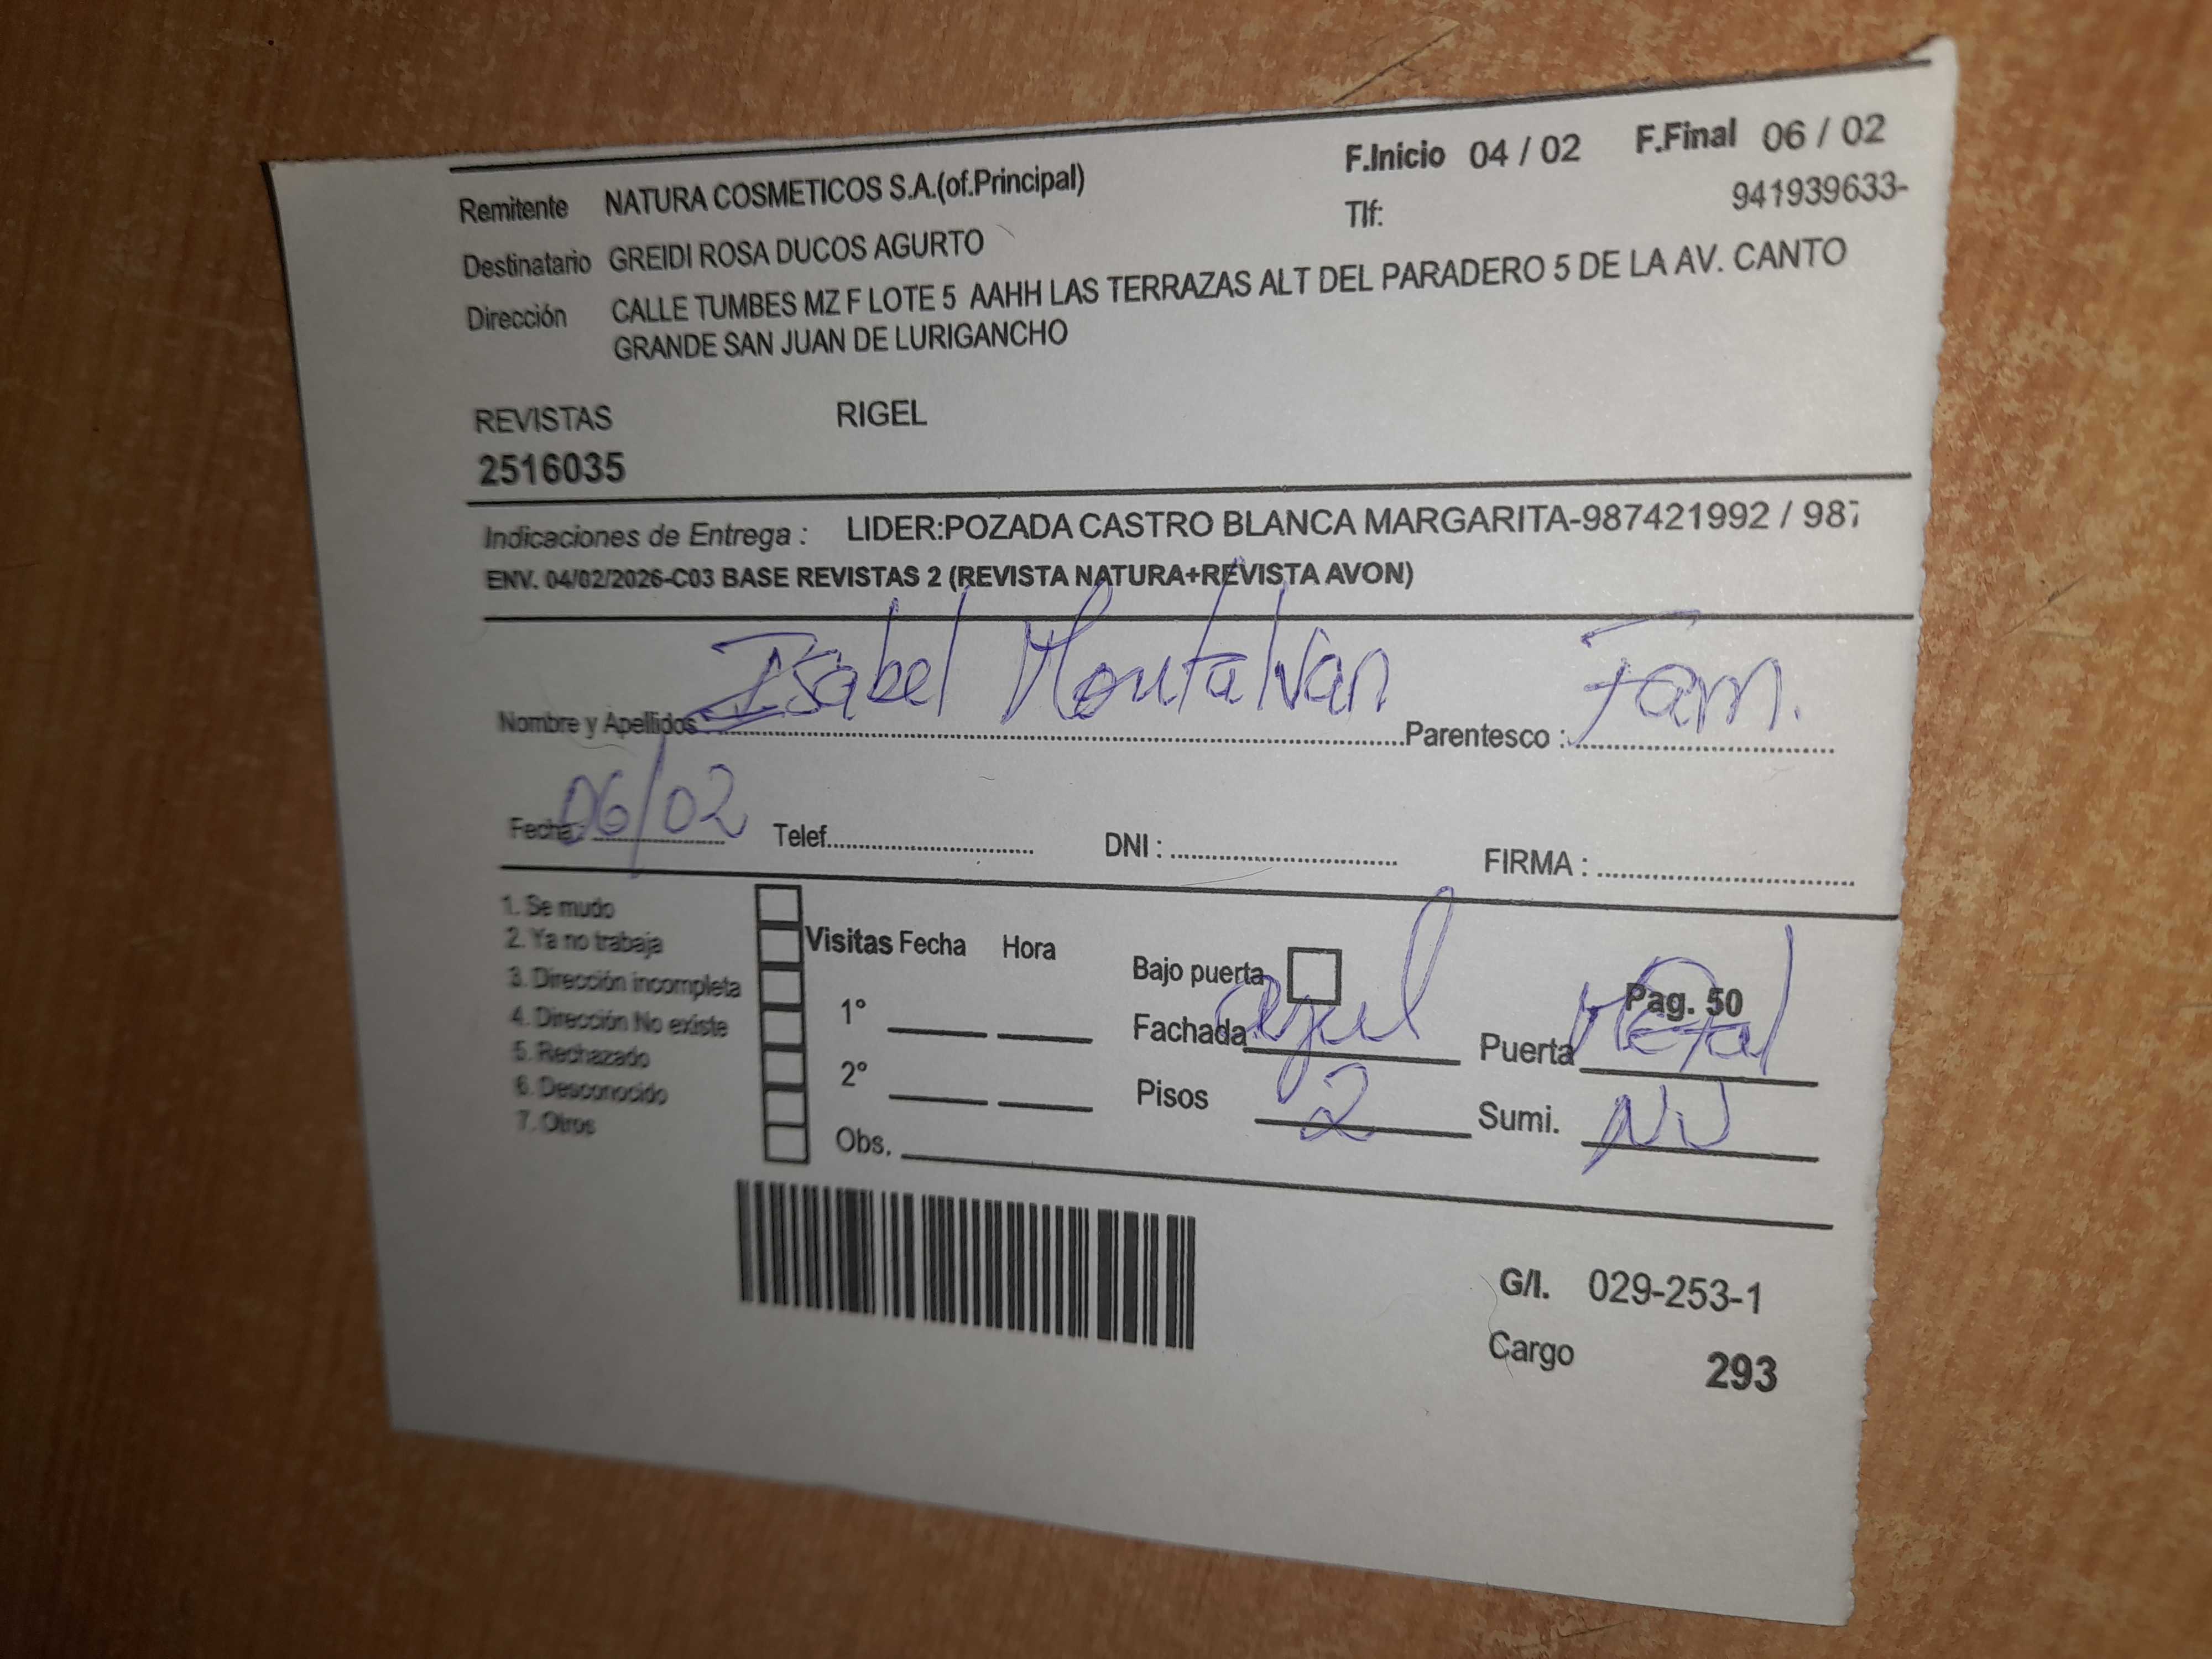 F.Inicio 04 / 02 F.Final 06 / 02
Remitente NATURA COSMETICOS S.A.(of.Principal) Tlf: 941939633-
Destinatario GREIDI ROSA DUCOS AGURTO
Dirección CALLE TUMBES MZ F LOTE 5 AAHH LAS TERRAZAS ALT DEL PARADERO 5 DE LA AV. CANTO
GRANDE SAN JUAN DE LURIGANCHO
REVISTAS RIGEL
2516035
Indicaciones de Entrega : LIDER:POZADA CASTRO BLANCA MARGARITA-987421992 / 987
ENV. 04/02/2026-C03 BASE REVISTAS 2 (REVISTA NATURA+REVISTA AVON)
Nombre y Apellidos Isabel Montalvan Parentesco : Fam.
Fecha: 06/02 Telef. DNI : FIRMA :
1. Se mudo
2. Ya no trabaja
3. Dirección incompleta
4. Dirección No existe
5. Rechazado
6. Desconocido
7. Otros
Visitas Fecha Hora
1°
2°
Obs.
Bajo puerta Pag. 50
Fachada azul Puerta Metal
Pisos 2 Sumi.
G/I. 029-253-1
Cargo 293